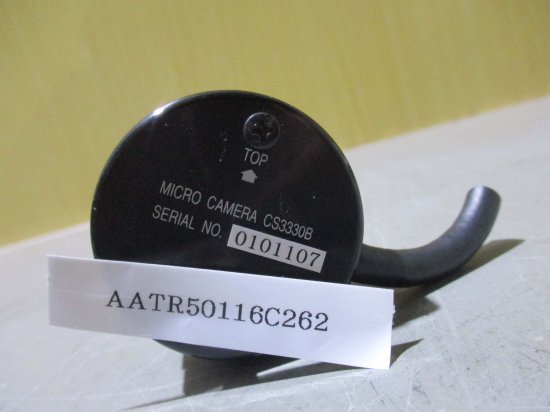 TOP
MICRO CAMERA CS3330B
SERIAL NO. 0101107
AATR50116C262